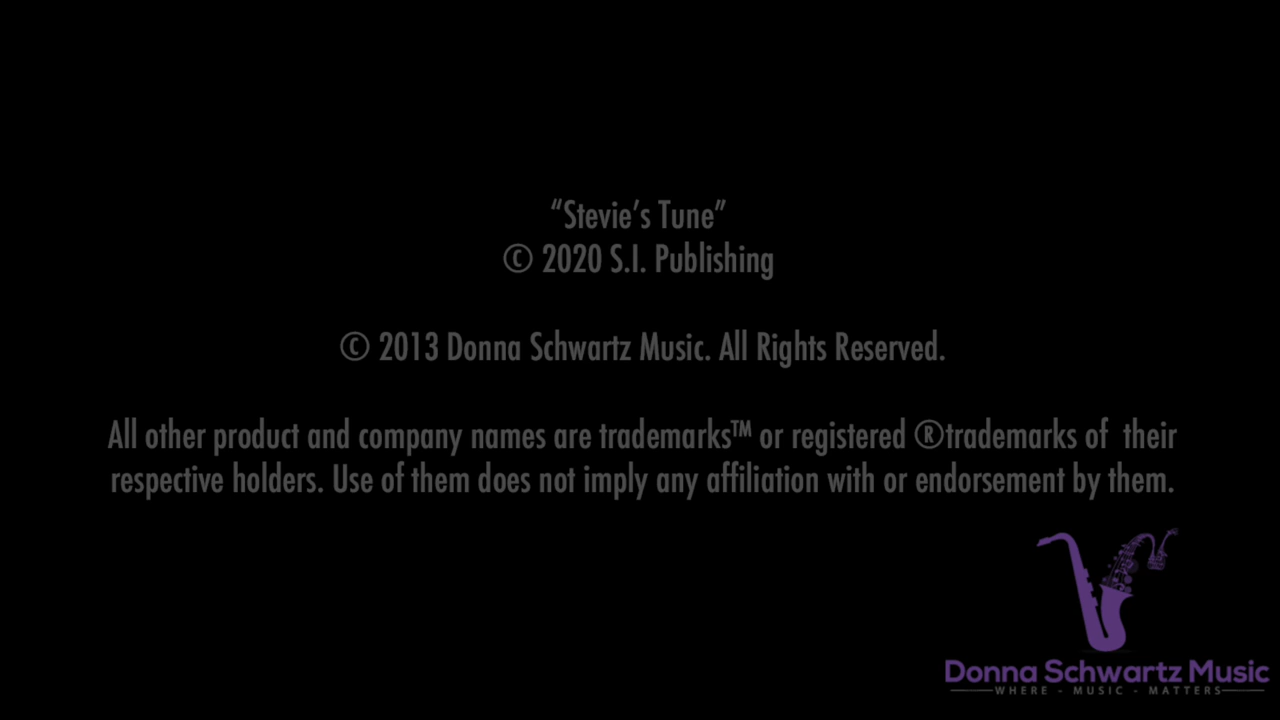 “Stevie’s Tune”
© 2020 S.I. Publishing
© 2013 Donna Schwartz Music. All Rights Reserved.
All other product and company names are trademarks™ or registered ®trademarks of  their
respective holders. Use of them does not imply any affiliation with or endorsement by them.
Donna Schwartz Music
WHERE - MUSIC - MATTERS